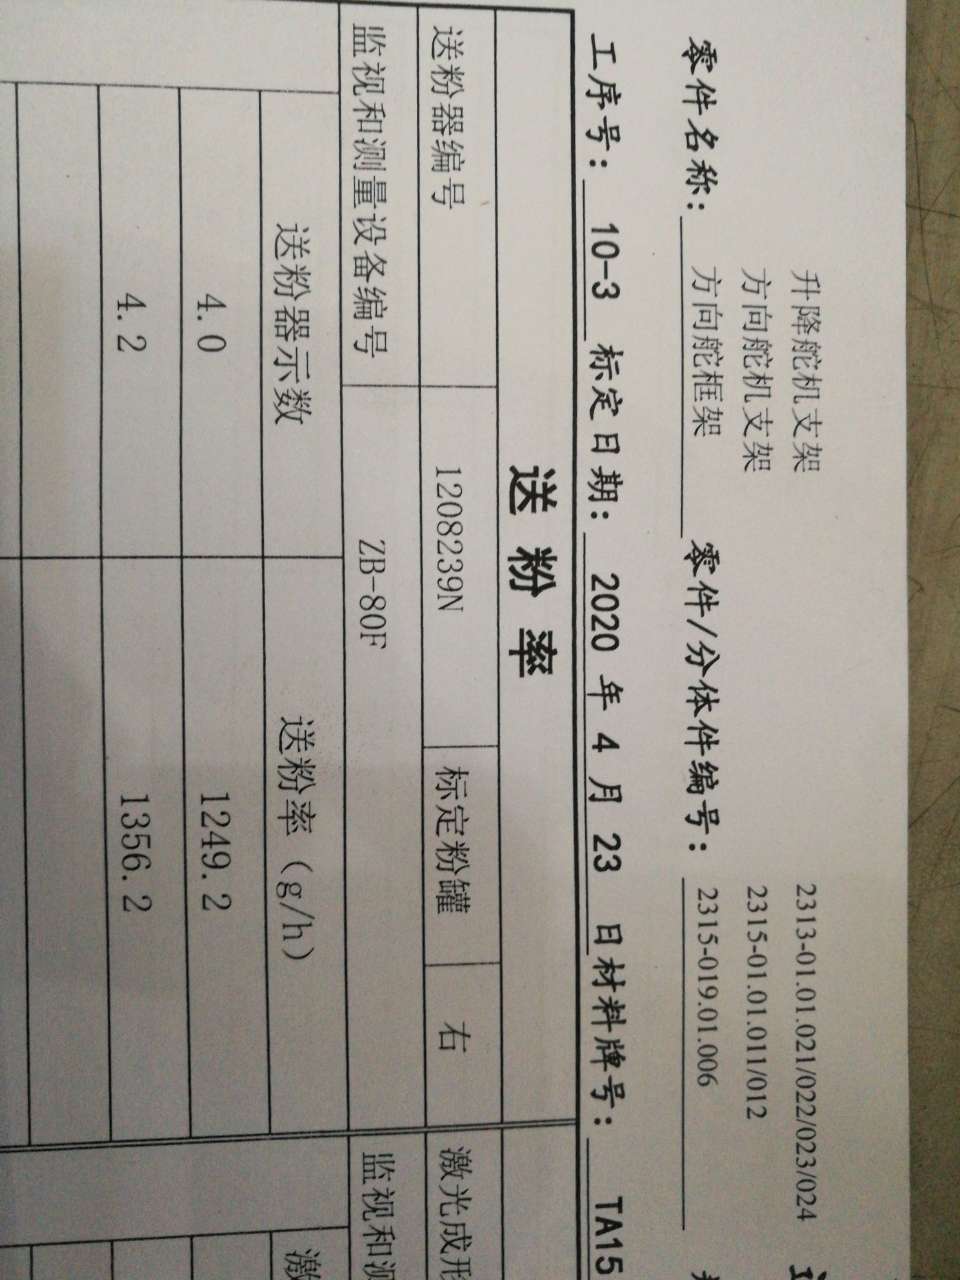 升降舵机支架 2313-01.01.021/022/023/024
方向舵机支架 2315-01.01.011/012
零件名称: 方向舵框架 零件/分体件编号: 2315-019.01.006
工序号: 10-3 标定日期: 2020 年 4 月 23 日 材料牌号: TA15
送粉率
送粉器编号 1208239N 标定粉罐 右 激光成形
监视和测量设备编号 ZB-80F 监视和测
送粉器示数 送粉率（g/h） 激
4.0 1249.2
4.2 1356.2